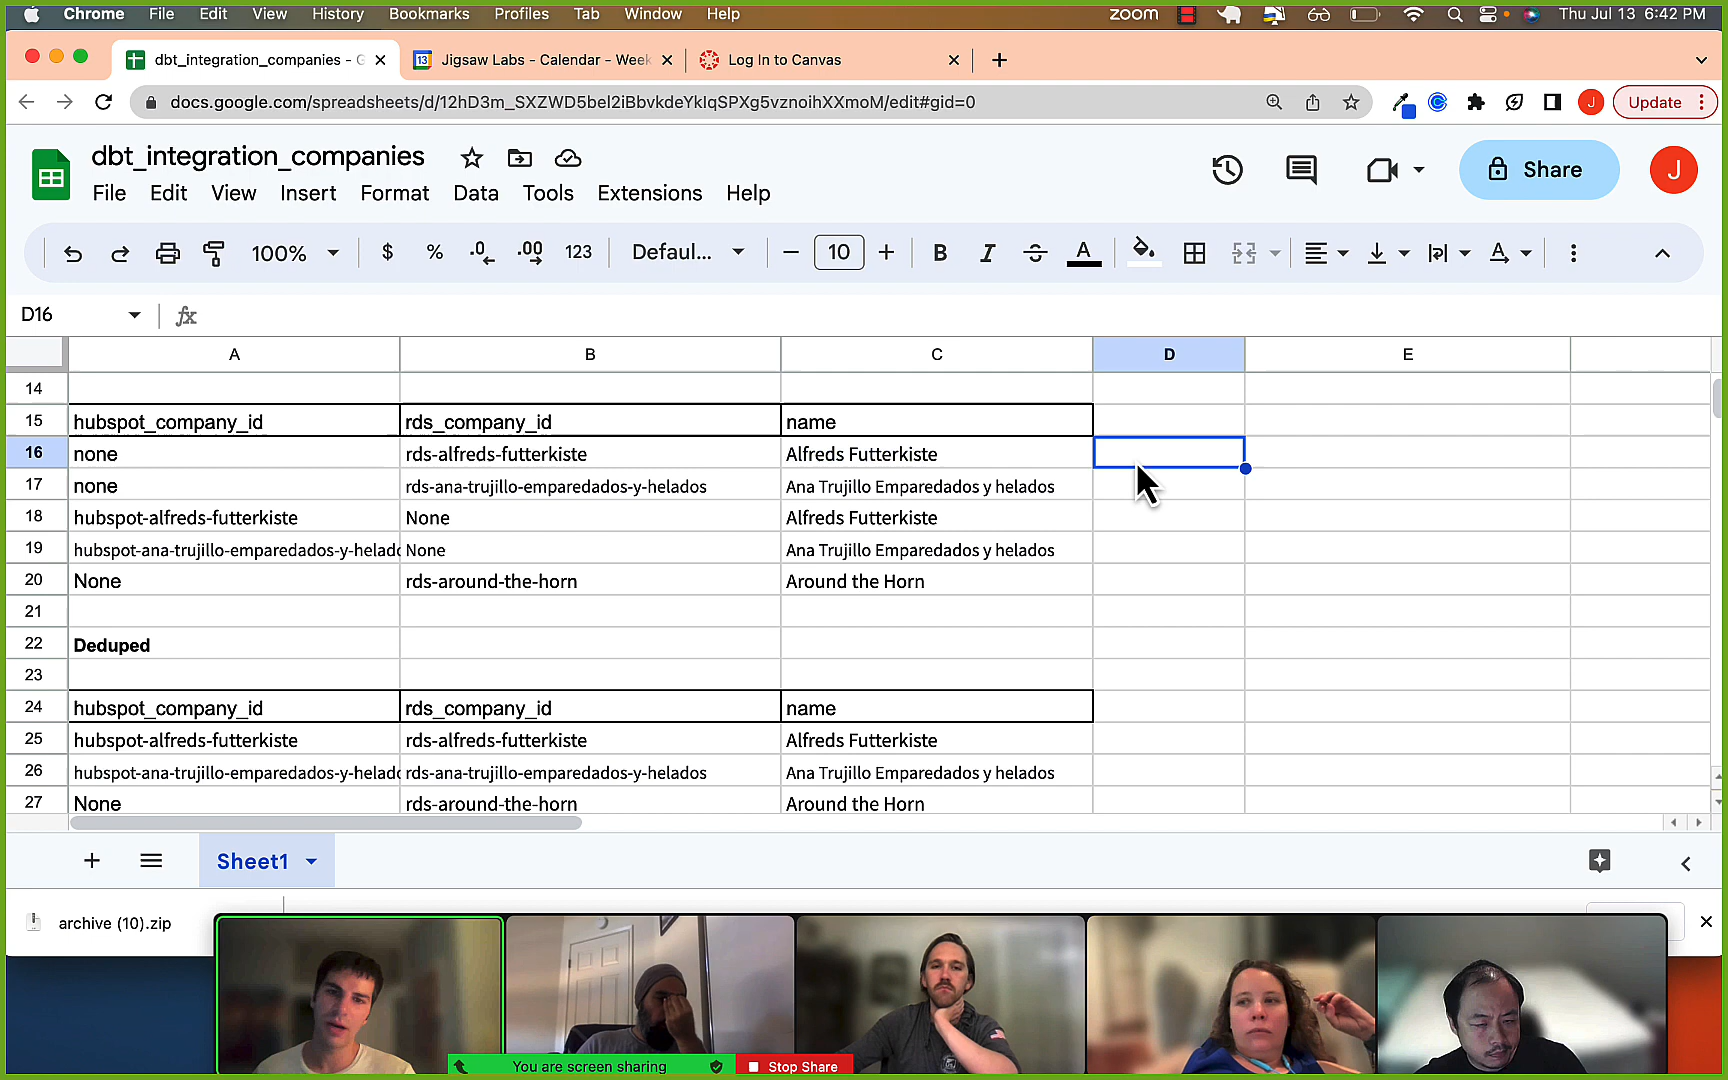 Chrome File Edit View History Bookmarks Profiles Tab Window Help zoom Thu Jul 13 6:42 PM
dbt_integration_companies - G 13 Jigsaw Labs - Calendar - Week Log In to Canvas
docs.google.com/spreadsheets/d/12hD3m_SXZWD5bel2iBbvkdeYklqSPXg5vznoihXXmoM/edit#gid=0 J Update
dbt_integration_companies
File Edit View Insert Format Data Tools Extensions Help Share J
100% $ % .0 .00 123 Defaul... 10 B I S A A
D16 fx
A B C D E
14
15 hubspot_company_id rds_company_id name
16 none rds-alfreds-futterkiste Alfreds Futterkiste
17 none rds-ana-trujillo-emparedados-y-helados Ana Trujillo Emparedados y helados
18 hubspot-alfreds-futterkiste None Alfreds Futterkiste
19 hubspot-ana-trujillo-emparedados-y-helado None Ana Trujillo Emparedados y helados
20 None rds-around-the-horn Around the Horn
21
22 Deduped
23
24 hubspot_company_id rds_company_id name
25 hubspot-alfreds-futterkiste rds-alfreds-futterkiste Alfreds Futterkiste
26 hubspot-ana-trujillo-emparedados-y-helado rds-ana-trujillo-emparedados-y-helados Ana Trujillo Emparedados y helados
27 None rds-around-the-horn Around the Horn
Sheet1
archive (10).zip
You are screen sharing Stop Share